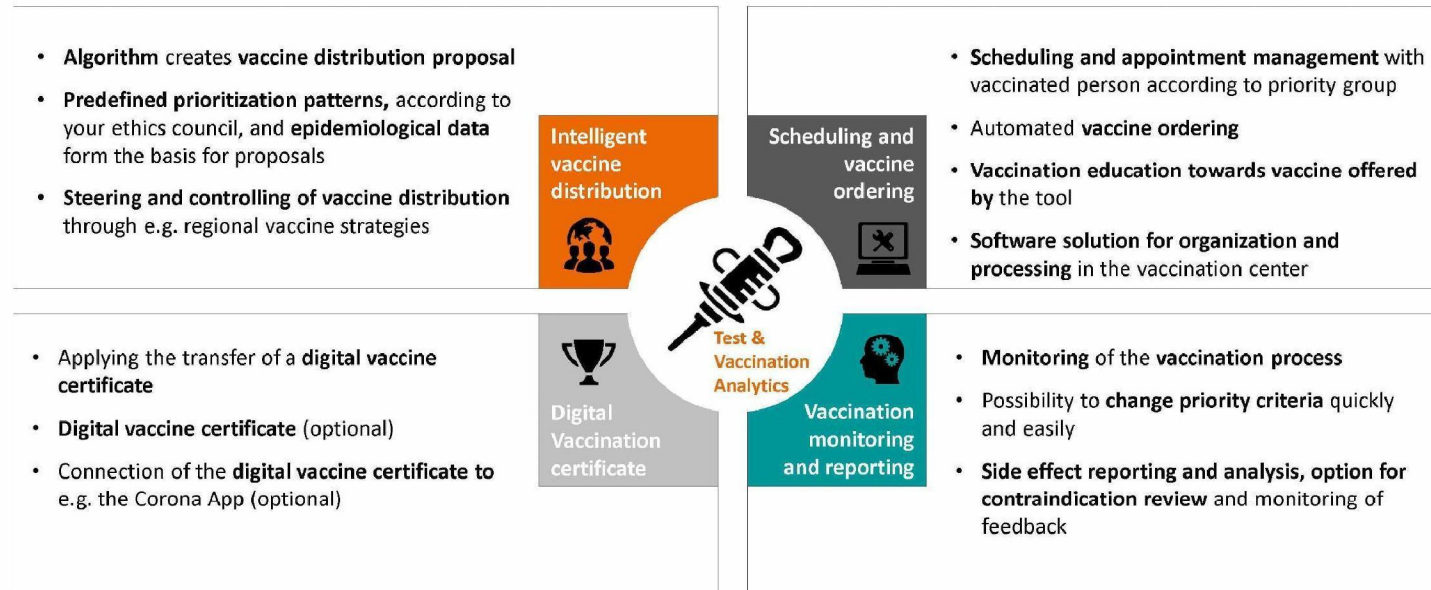 • Algorithm creates vaccine distribution proposal
• Predefined prioritization patterns, according to
your ethics council, and epidemiological data
form the basis for proposals
• Steering and controlling of vaccine distribution
through e.g. regional vaccine strategies
Intelligent
vaccine
distribution
Scheduling and
vaccine
ordering
• Scheduling and appointment management with
vaccinated person according to priority group
• Automated vaccine ordering
• Vaccination education towards vaccine offered
by the tool
• Software solution for organization and
processing in the vaccination center
Test &
Vaccination
Analytics
• Applying the transfer of a digital vaccine
certificate
• Digital vaccine certificate (optional)
• Connection of the digital vaccine certificate to
e.g. the Corona App (optional)
Digital
Vaccination
certificate
Vaccination
monitoring
and reporting
• Monitoring of the vaccination process
• Possibility to change priority criteria quickly
and easily
• Side effect reporting and analysis, option for
contraindication review and monitoring of
feedback